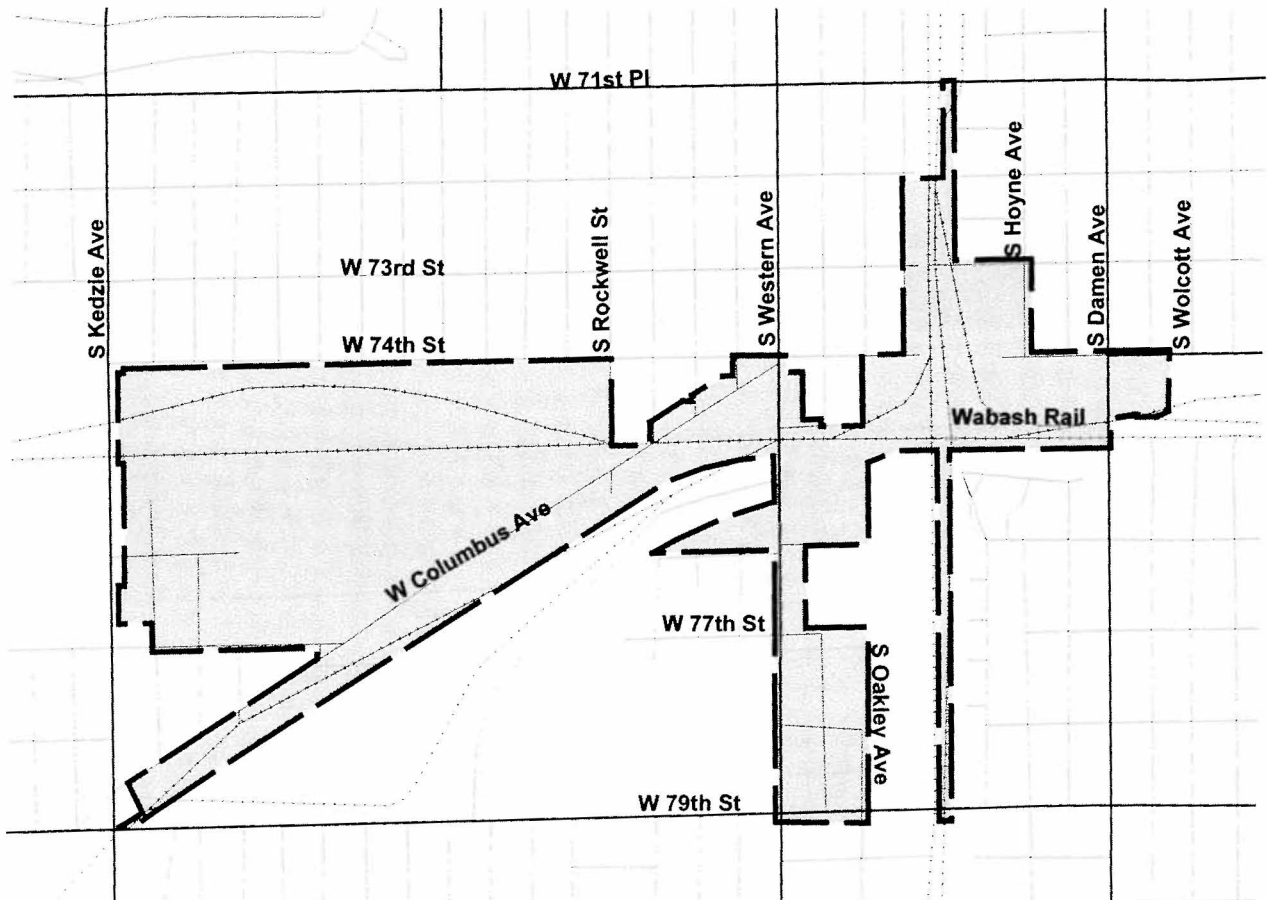 W 71st Pl
S Hoyne Ave
S Kedzie Ave
S Rockwell St
S Western Ave
S Damen Ave
S Wolcott Ave
W 73rd St
W 74th St
Wabash Rail
W Columbus Ave
W 77th St
S Oakley Ave
W 79th St